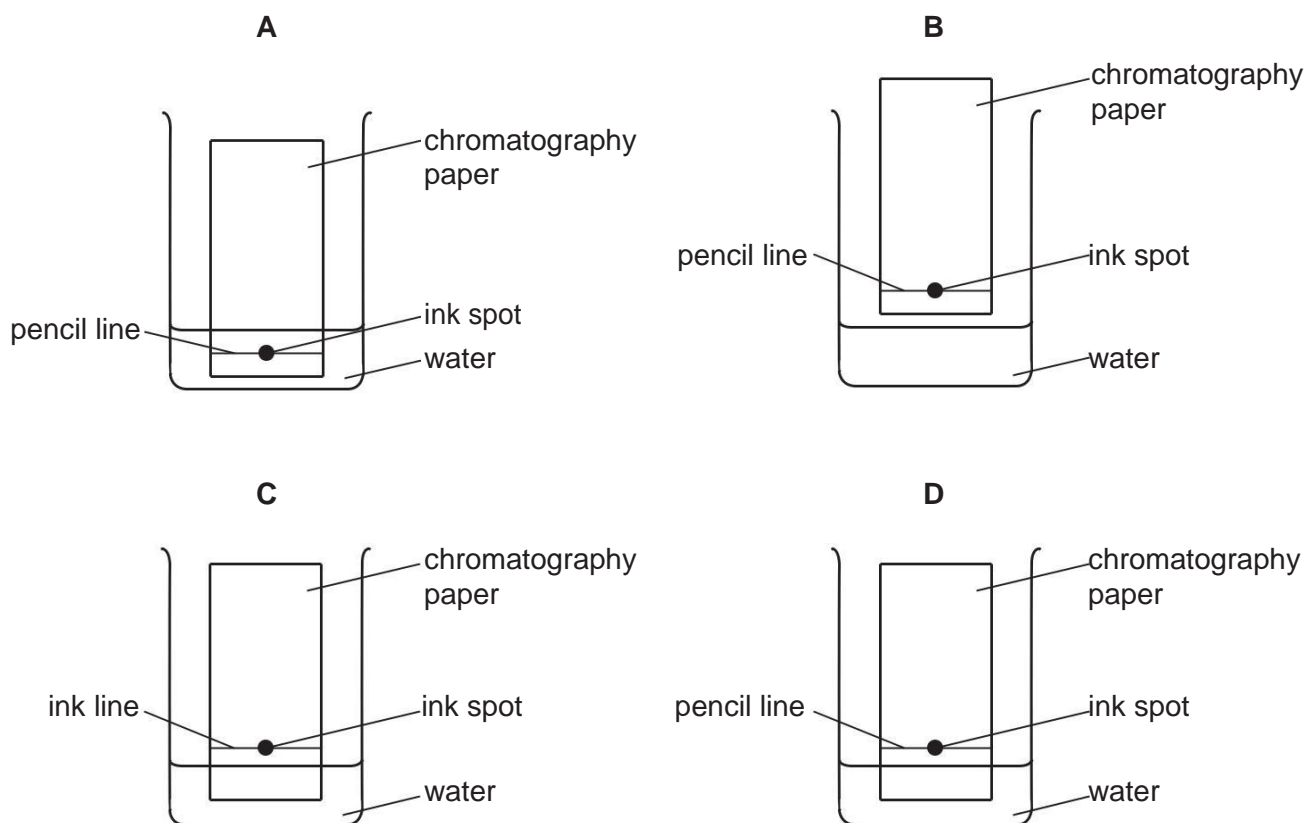 A
chromatography
paper
pencil line
ink spot
water
B
chromatography
paper
pencil line
ink spot
water
C
chromatography
paper
ink line
ink spot
water
D
chromatography
paper
pencil line
ink spot
water